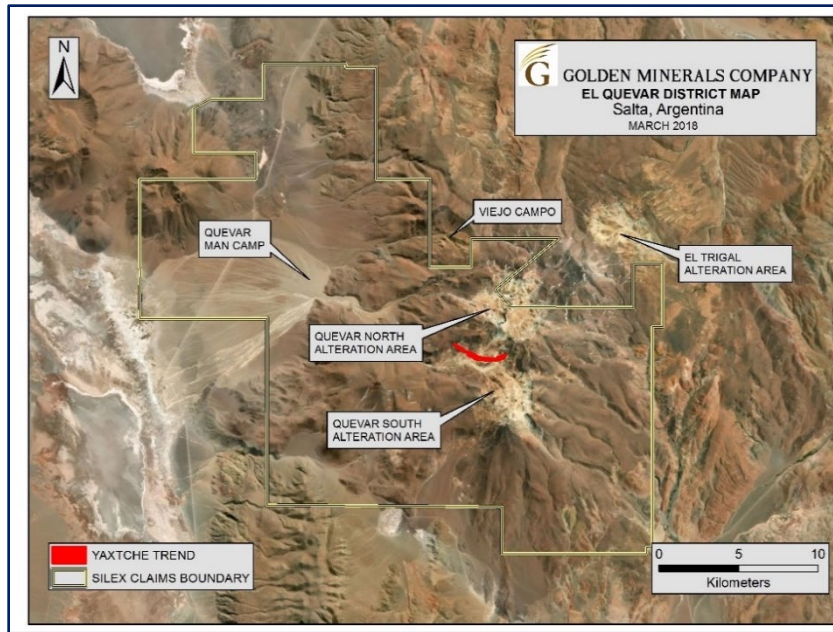 N
G
GOLDEN MINERALS COMPANY
EL QUEVAR DISTRICT MAP
Salta, Argentina
MARCH 2018
VIEJO CAMPO
QUEVAR
MAN CAMP
EL TRIGAL
ALTERATION AREA
QUEVAR NORTH
ALTERATION AREA
QUEVAR SOUTH
ALTERATION AREA
YAXTCHE TREND
SILEX CLAIMS BOUNDARY
0 5 10
Kilometers